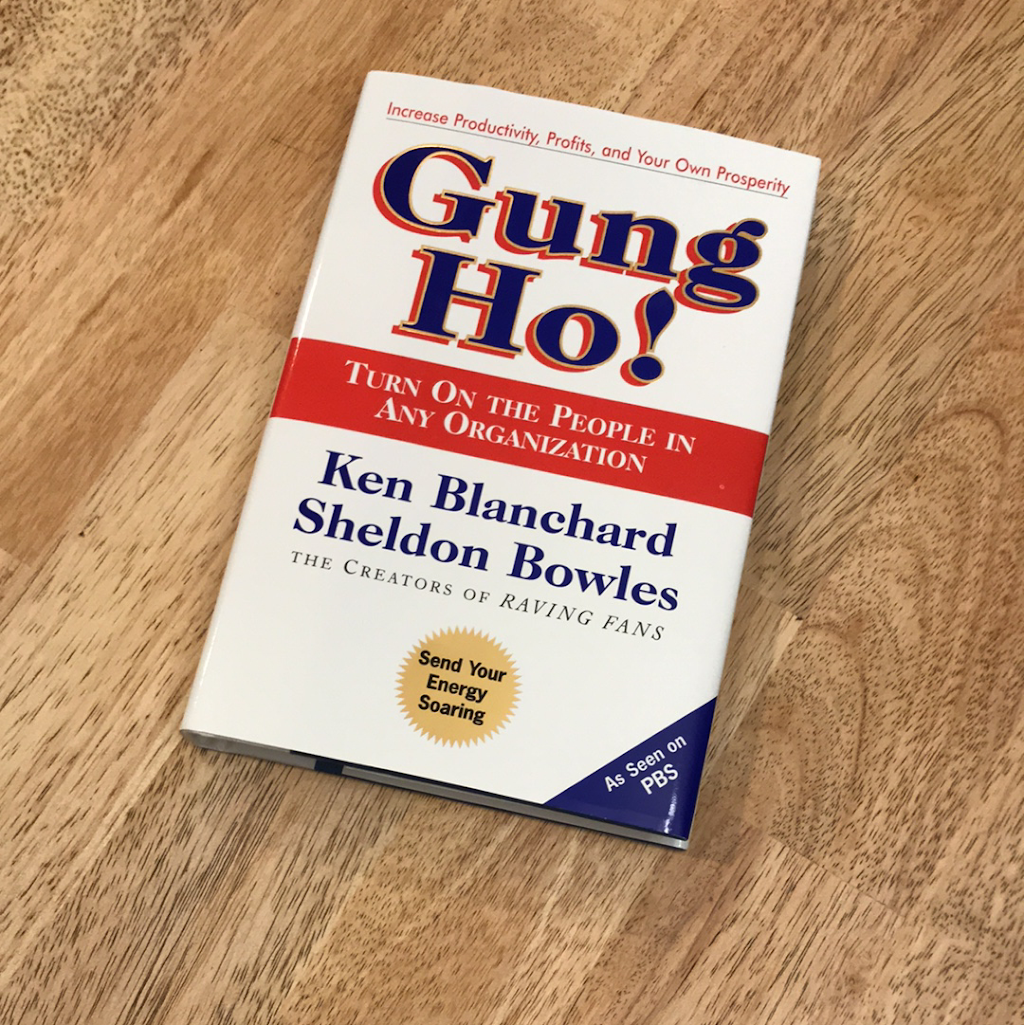 Increase Productivity, Profits, and Your Own Prosperity
Gung
Ho!
TURN ON THE PEOPLE IN
ANY ORGANIZATION
Ken Blanchard
Sheldon Bowles
THE CREATORS OF RAVING FANS
Send Your
Energy
Soaring
As Seen on
PBS